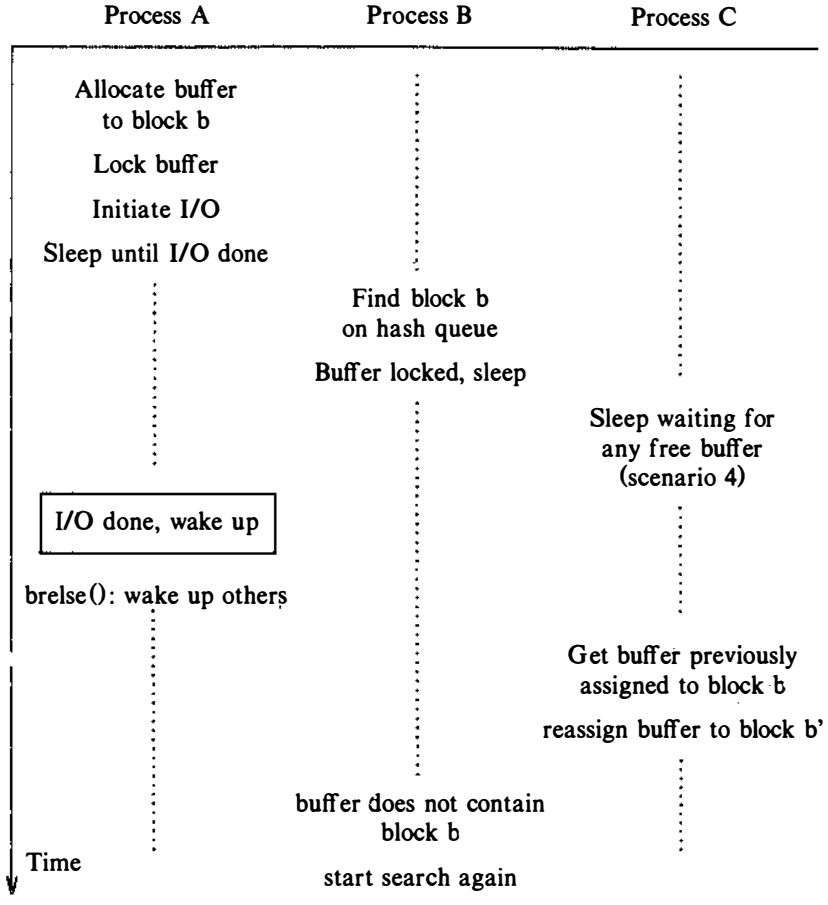 Process A
Process B
Process C
Allocate buffer
to block b
Lock buffer
Initiate I/O
Sleep until I/O done
Find block b
on hash queue
Buffer locked, sleep
Sleep waiting for
any free buffer
(scenario 4)
I/O done, wake up
brelse(): wake up others
Get buffer previously
assigned to block b
reassign buffer to block b'
buffer does not contain
block b
start search again
Time